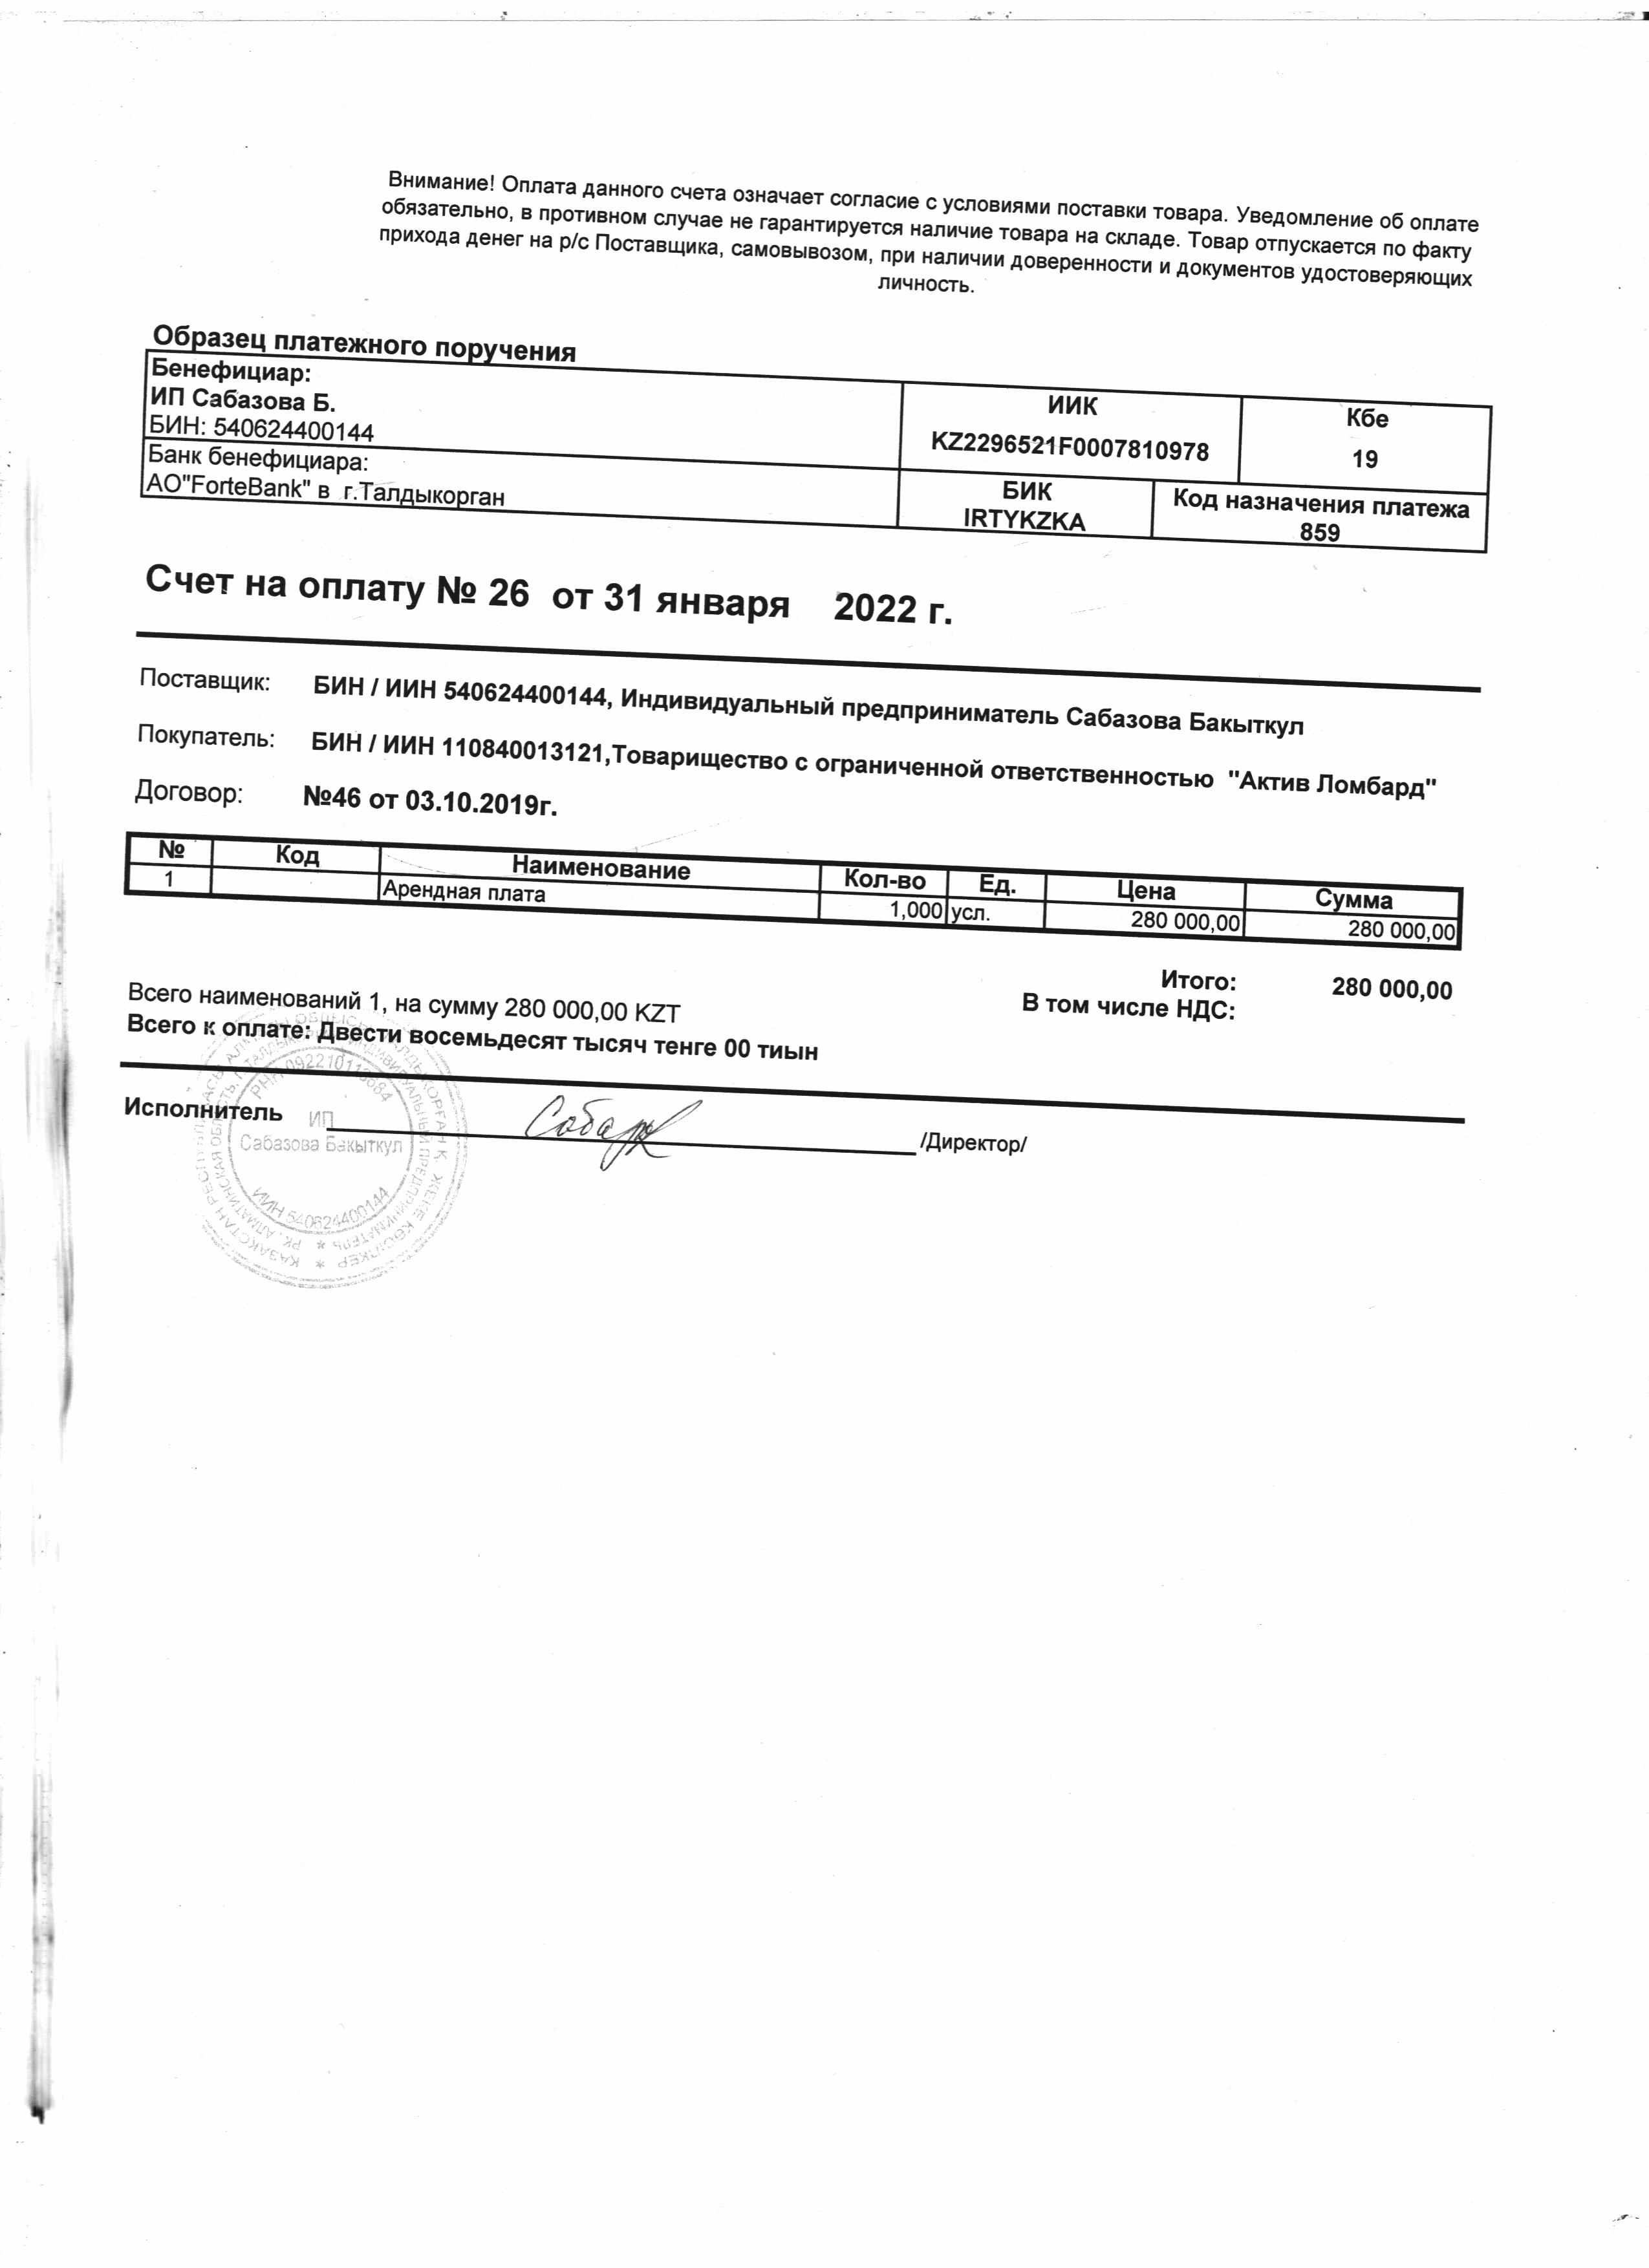 Внимание! Оплата данного счета означает согласие с условиями поставки товара. Уведомление об оплате
обязательно, в противном случае не гарантируется наличие товара на складе. Товар отпускается по факту
прихода денег на р/с Поставщика, самовывозом, при наличии доверенности и документов удостоверяющих
личность.
Образец платежного поручения
Бенефициар:
ИП Сабазова Б.
БИН: 540624400144
ИИК
KZ2296521F0007810978
Кбе
19
Банк бенефициара:
АО"ForteBank" в г.Талдыкорган
БИК
IRTYKZKA
Код назначения платежа
859
Счет на оплату № 26 от 31 января 2022 г.
Поставщик: БИН / ИИН 540624400144, Индивидуальный предприниматель Сабазова Бакыткул
Покупатель: БИН / ИИН 110840013121,Товарищество с ограниченной ответственностью "Актив Ломбард"
Договор: №46 от 03.10.2019г.
№ Код Наименование Кол-во Ед. Цена Сумма
1 Арендная плата 1,000 усл. 280 000,00 280 000,00
Итого: 280 000,00
В том числе НДС:
Всего наименований 1, на сумму 280 000,00 KZT
Всего к оплате: Двести восемьдесят тысяч тенге 00 тиын
Исполнитель /Директор/
ИП
Сабазова Бакыткул
ИИН 540624400144